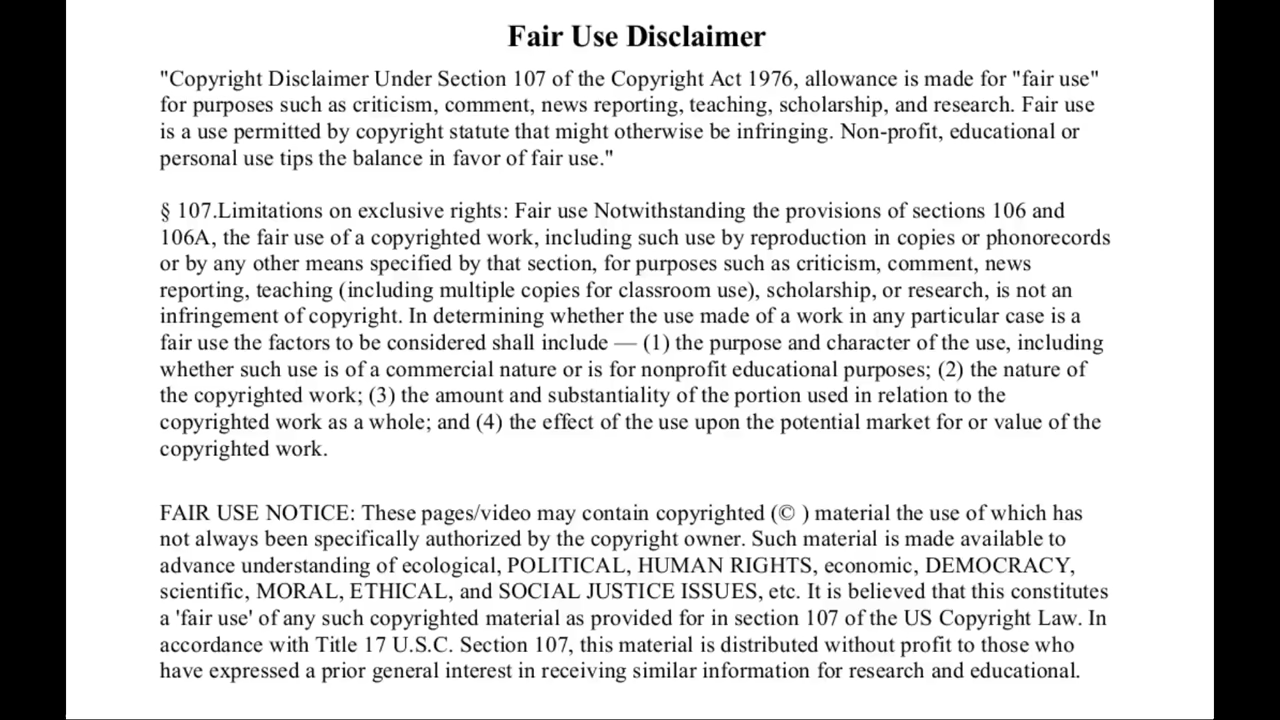 Fair Use Disclaimer
"Copyright Disclaimer Under Section 107 of the Copyright Act 1976, allowance is made for "fair use"
for purposes such as criticism, comment, news reporting, teaching, scholarship, and research. Fair use
is a use permitted by copyright statute that might otherwise be infringing. Non-profit, educational or
personal use tips the balance in favor of fair use."
§ 107.Limitations on exclusive rights: Fair use Notwithstanding the provisions of sections 106 and
106A, the fair use of a copyrighted work, including such use by reproduction in copies or phonorecords
or by any other means specified by that section, for purposes such as criticism, comment, news
reporting, teaching (including multiple copies for classroom use), scholarship, or research, is not an
infringement of copyright. In determining whether the use made of a work in any particular case is a
fair use the factors to be considered shall include — (1) the purpose and character of the use, including
whether such use is of a commercial nature or is for nonprofit educational purposes; (2) the nature of
the copyrighted work; (3) the amount and substantiality of the portion used in relation to the
copyrighted work as a whole; and (4) the effect of the use upon the potential market for or value of the
copyrighted work.
FAIR USE NOTICE: These pages/video may contain copyrighted (© ) material the use of which has
not always been specifically authorized by the copyright owner. Such material is made available to
advance understanding of ecological, POLITICAL, HUMAN RIGHTS, economic, DEMOCRACY,
scientific, MORAL, ETHICAL, and SOCIAL JUSTICE ISSUES, etc. It is believed that this constitutes
a 'fair use' of any such copyrighted material as provided for in section 107 of the US Copyright Law. In
accordance with Title 17 U.S.C. Section 107, this material is distributed without profit to those who
have expressed a prior general interest in receiving similar information for research and educational.